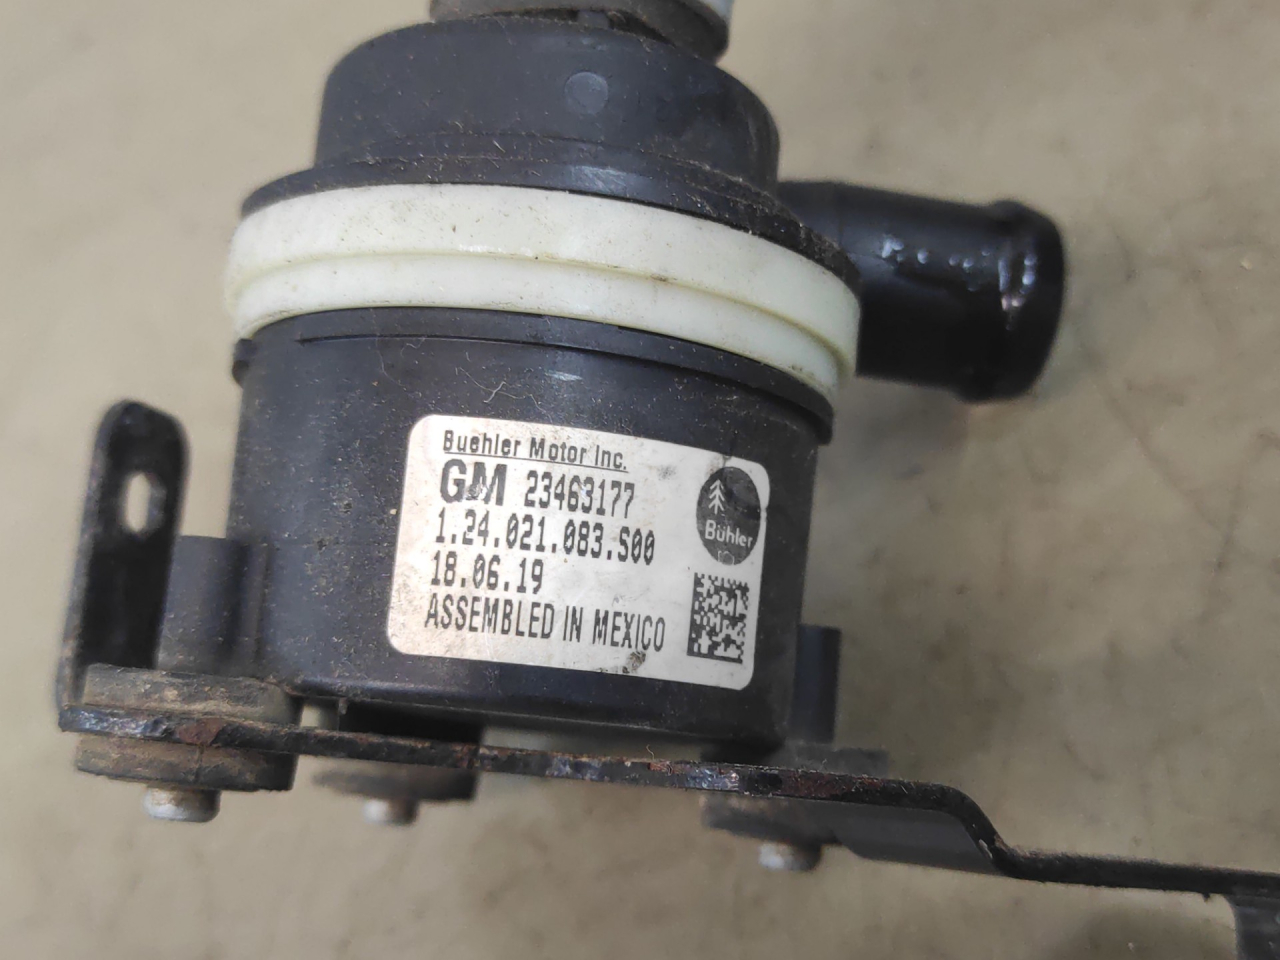 Buehler Motor Inc.
GM 23463177
1.24.021.083.S00
18.06.19
ASSEMBLED IN MEXICO
Bühler